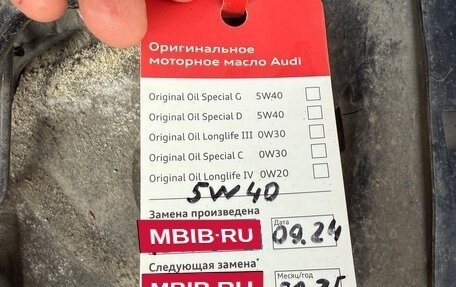 Оригинальное
моторное масло Audi
Original Oil Special G 5W40
Original Oil Special D 5W40
Original Oil Longlife III 0W30
Original Oil Special C 0W30
Original Oil Longlife IV 0W20
5W40
Замена произведена
Дата
MBIB·RU 09.24
Следующая замена*
Месяц/год
MBIB·RU